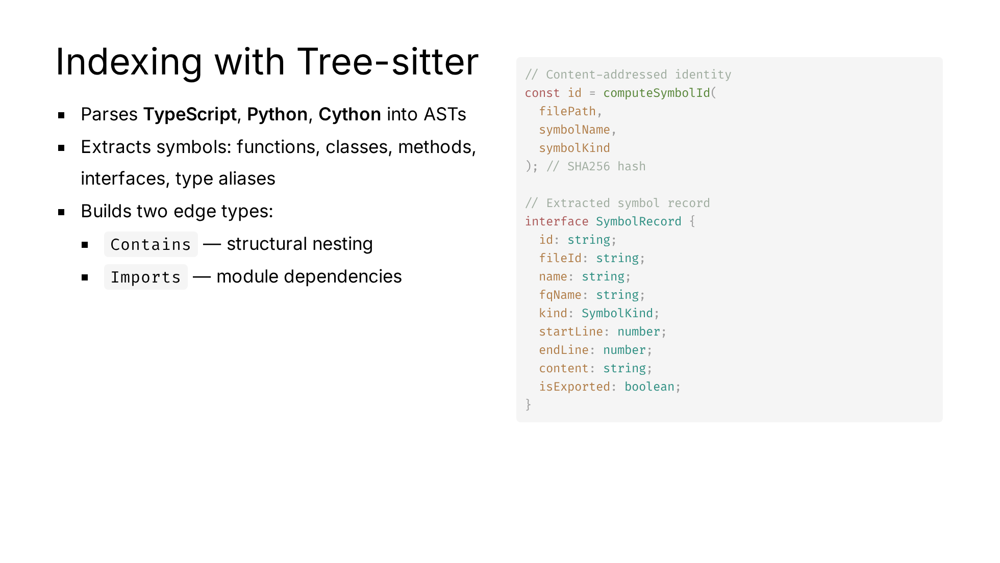 Indexing with Tree-sitter
Parses TypeScript, Python, Cython into ASTs
Extracts symbols: functions, classes, methods,
interfaces, type aliases
Builds two edge types:
Contains — structural nesting
Imports — module dependencies
// Content-addressed identity
const id = computeSymbolId(
  filePath,
  symbolName,
  symbolKind
); // SHA256 hash

// Extracted symbol record
interface SymbolRecord {
  id: string;
  fileId: string;
  name: string;
  fqName: string;
  kind: SymbolKind;
  startLine: number;
  endLine: number;
  content: string;
  isExported: boolean;
}